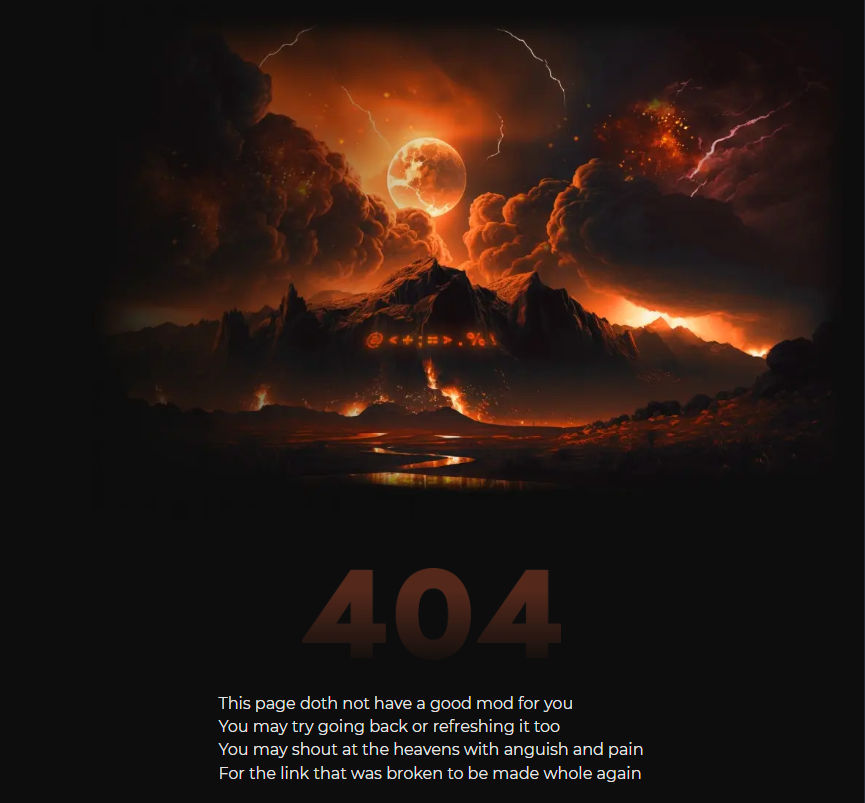 @<+:=>.%\
404
This page doth not have a good mod for you
You may try going back or refreshing it too
You may shout at the heavens with anguish and pain
For the link that was broken to be made whole again